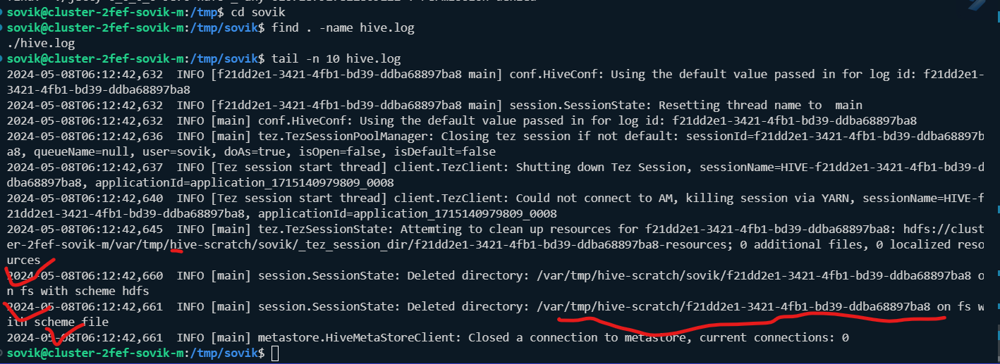 sovik@cluster-2fef-sovik-m:/tmp$ cd sovik
sovik@cluster-2fef-sovik-m:/tmp/sovik$ find . -name hive.log
./hive.log
sovik@cluster-2fef-sovik-m:/tmp/sovik$ tail -n 10 hive.log
2024-05-08T06:12:42,632  INFO [f21dd2e1-3421-4fb1-bd39-ddba68897ba8 main] conf.HiveConf: Using the default value passed in for log id: f21dd2e1-
3421-4fb1-bd39-ddba68897ba8
2024-05-08T06:12:42,632  INFO [f21dd2e1-3421-4fb1-bd39-ddba68897ba8 main] session.SessionState: Resetting thread name to  main
2024-05-08T06:12:42,632  INFO [main] conf.HiveConf: Using the default value passed in for log id: f21dd2e1-3421-4fb1-bd39-ddba68897ba8
2024-05-08T06:12:42,636  INFO [main] tez.TezSessionPoolManager: Closing tez session if not default: sessionId=f21dd2e1-3421-4fb1-bd39-ddba68897b
a8, queueName=null, user=sovik, doAs=true, isOpen=false, isDefault=false
2024-05-08T06:12:42,637  INFO [Tez session start thread] client.TezClient: Shutting down Tez Session, sessionName=HIVE-f21dd2e1-3421-4fb1-bd39-d
dba68897ba8, applicationId=application_1715140979809_0008
2024-05-08T06:12:42,640  INFO [Tez session start thread] client.TezClient: Could not connect to AM, killing session via YARN, sessionName=HIVE-f
21dd2e1-3421-4fb1-bd39-ddba68897ba8, applicationId=application_1715140979809_0008
2024-05-08T06:12:42,645  INFO [main] tez.TezSessionState: Attemting to clean up resources for f21dd2e1-3421-4fb1-bd39-ddba68897ba8: hdfs://clust
er-2fef-sovik-m/var/tmp/hive-scratch/sovik/_tez_session_dir/f21dd2e1-3421-4fb1-bd39-ddba68897ba8-resources; 0 additional files, 0 localized reso
urces
2024-05-08T06:12:42,660  INFO [main] session.SessionState: Deleted directory: /var/tmp/hive-scratch/sovik/f21dd2e1-3421-4fb1-bd39-ddba68897ba8 o
n fs with scheme hdfs
2024-05-08T06:12:42,661  INFO [main] session.SessionState: Deleted directory: /var/tmp/hive-scratch/f21dd2e1-3421-4fb1-bd39-ddba68897ba8 on fs w
ith scheme file
2024-05-08T06:12:42,661  INFO [main] metastore.HiveMetaStoreClient: Closed a connection to metastore, current connections: 0
sovik@cluster-2fef-sovik-m:/tmp/sovik$